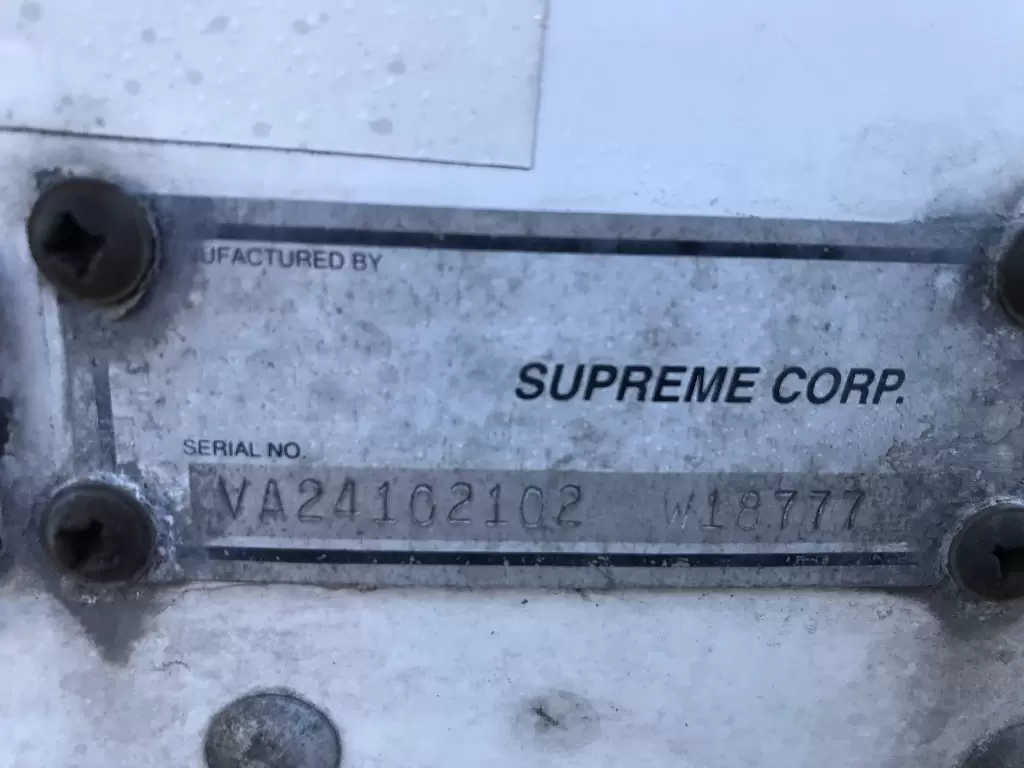 UFACTURED BY
SUPREME CORP.
SERIAL NO.
VA24102102 W18777